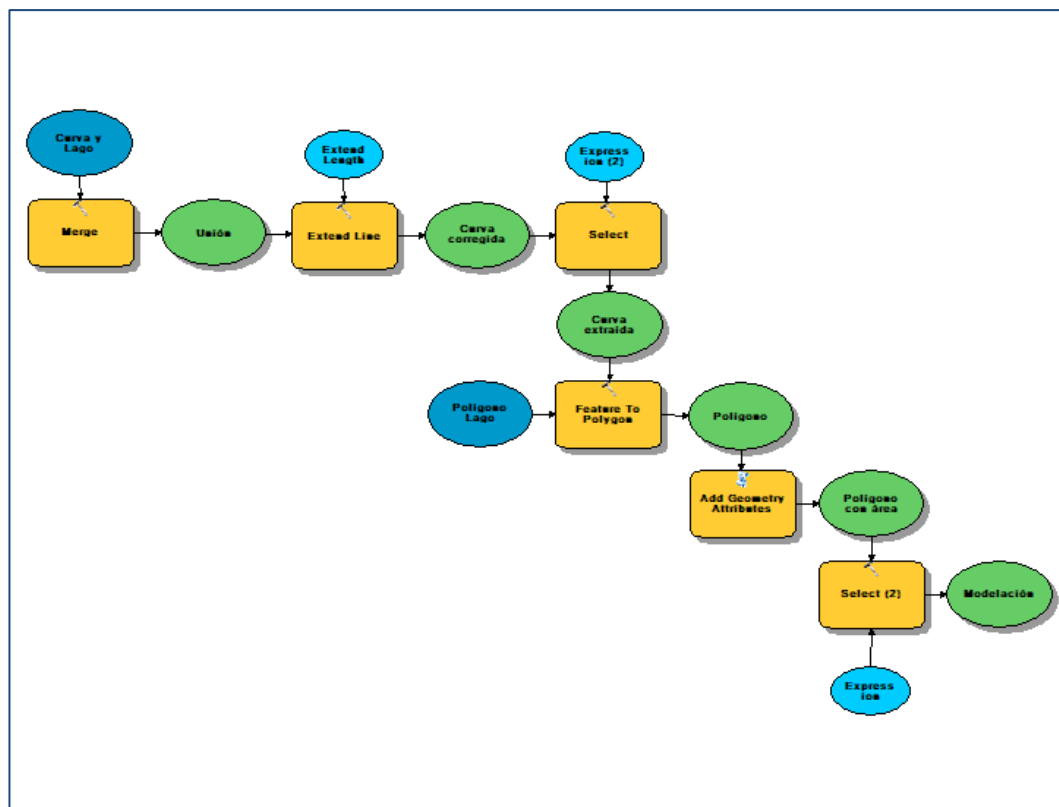 Curva y
Lago
Extend
Length
Express
ion (2)
Merge
Unión
Extend Line
Curva
corregida
Select
Curva
extraída
Polígono
Lago
Feature To
Polygon
Polígono
Add Geometry
Attributes
Polígono
con área
Select (2)
Modelación
Express
ion